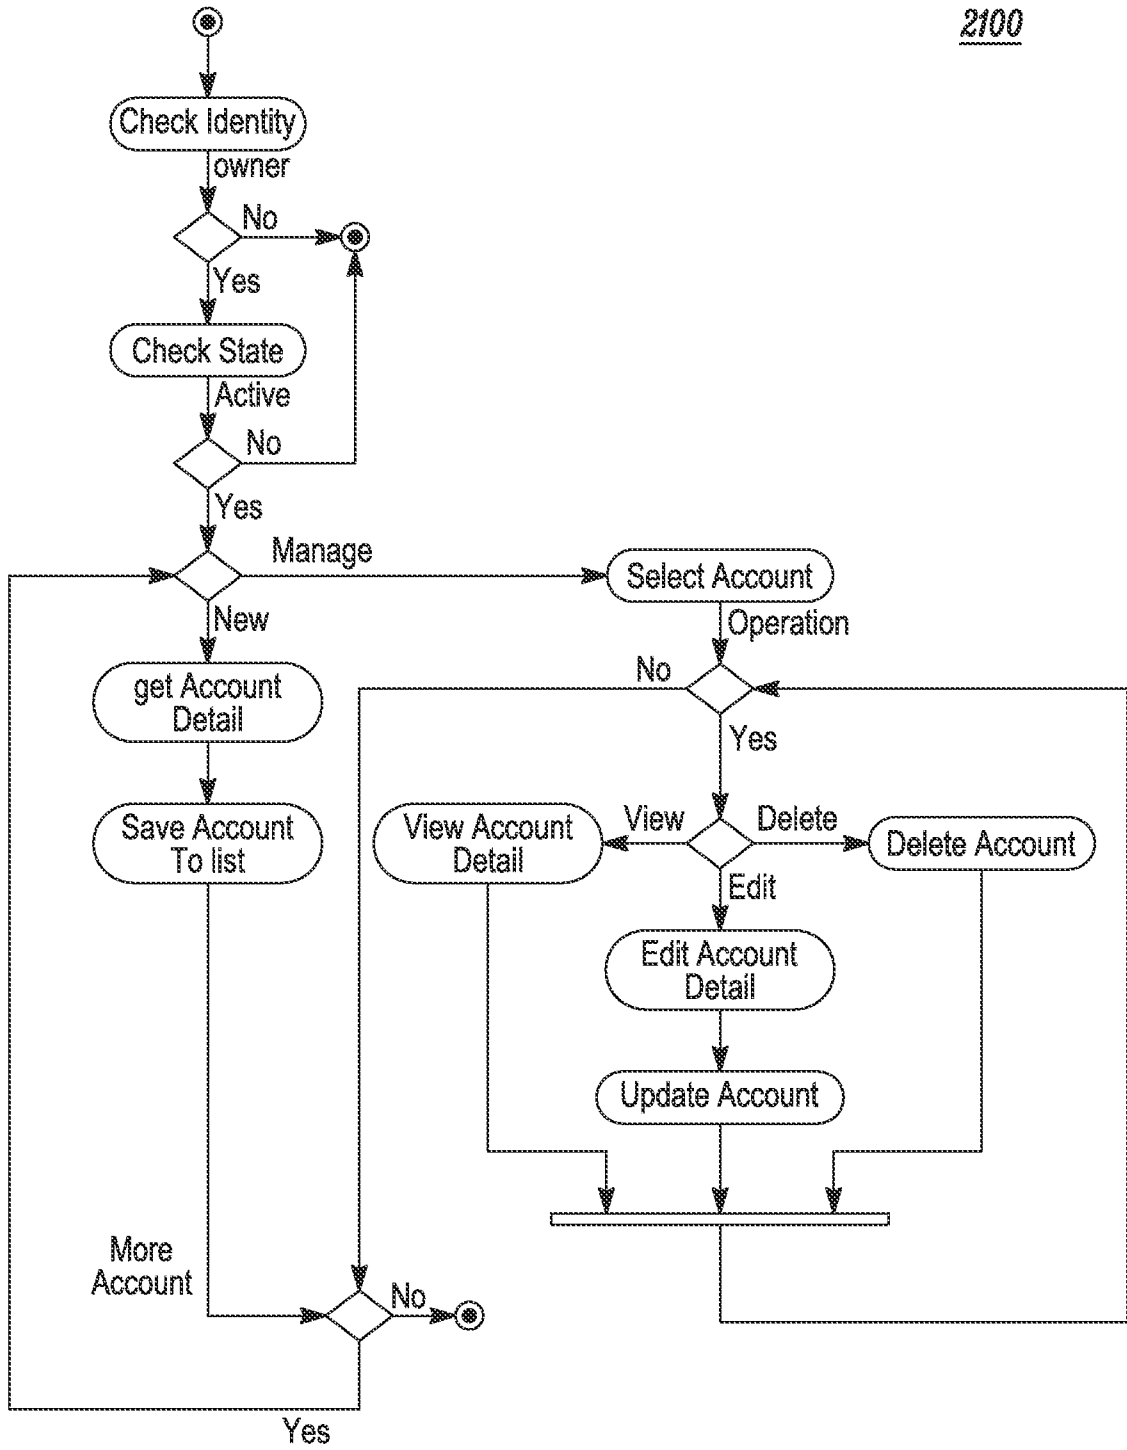 2100
Check Identity
owner
No
Yes
Check State
Active
No
Yes
Manage
Select Account
New
Operation
get Account
Detail
No
Yes
Save Account
To list
View Account
Detail
View
Delete
Delete Account
Edit
Edit Account
Detail
Update Account
More
Account
No
Yes